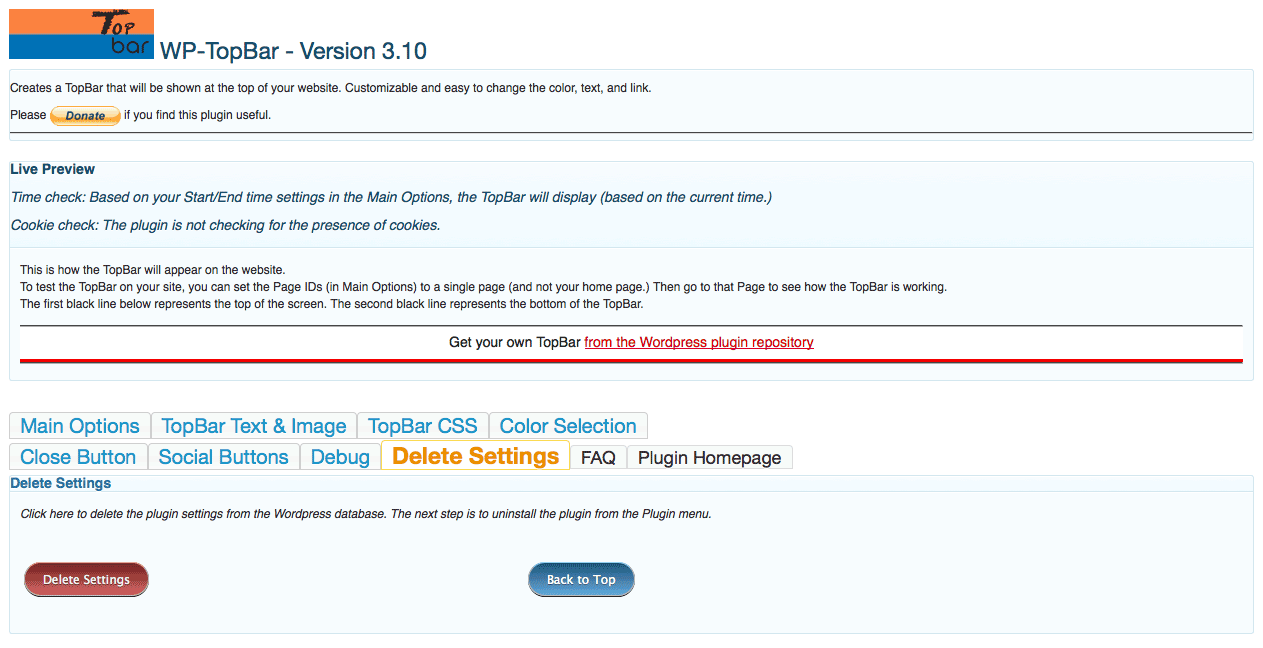 Top
bar
WP-TopBar - Version 3.10
Creates a TopBar that will be shown at the top of your website. Customizable and easy to change the color, text, and link.
Please Donate if you find this plugin useful.
Live Preview
Time check: Based on your Start/End time settings in the Main Options, the TopBar will display (based on the current time.)
Cookie check: The plugin is not checking for the presence of cookies.
This is how the TopBar will appear on the website.
To test the TopBar on your site, you can set the Page IDs (in Main Options) to a single page (and not your home page.) Then go to that Page to see how the TopBar is working.
The first black line below represents the top of the screen. The second black line represents the bottom of the TopBar.
Get your own TopBar from the Wordpress plugin repository
Main Options TopBar Text & Image TopBar CSS Color Selection
Close Button Social Buttons Debug Delete Settings FAQ Plugin Homepage
Delete Settings
Click here to delete the plugin settings from the Wordpress database. The next step is to uninstall the plugin from the Plugin menu.
Delete Settings Back to Top